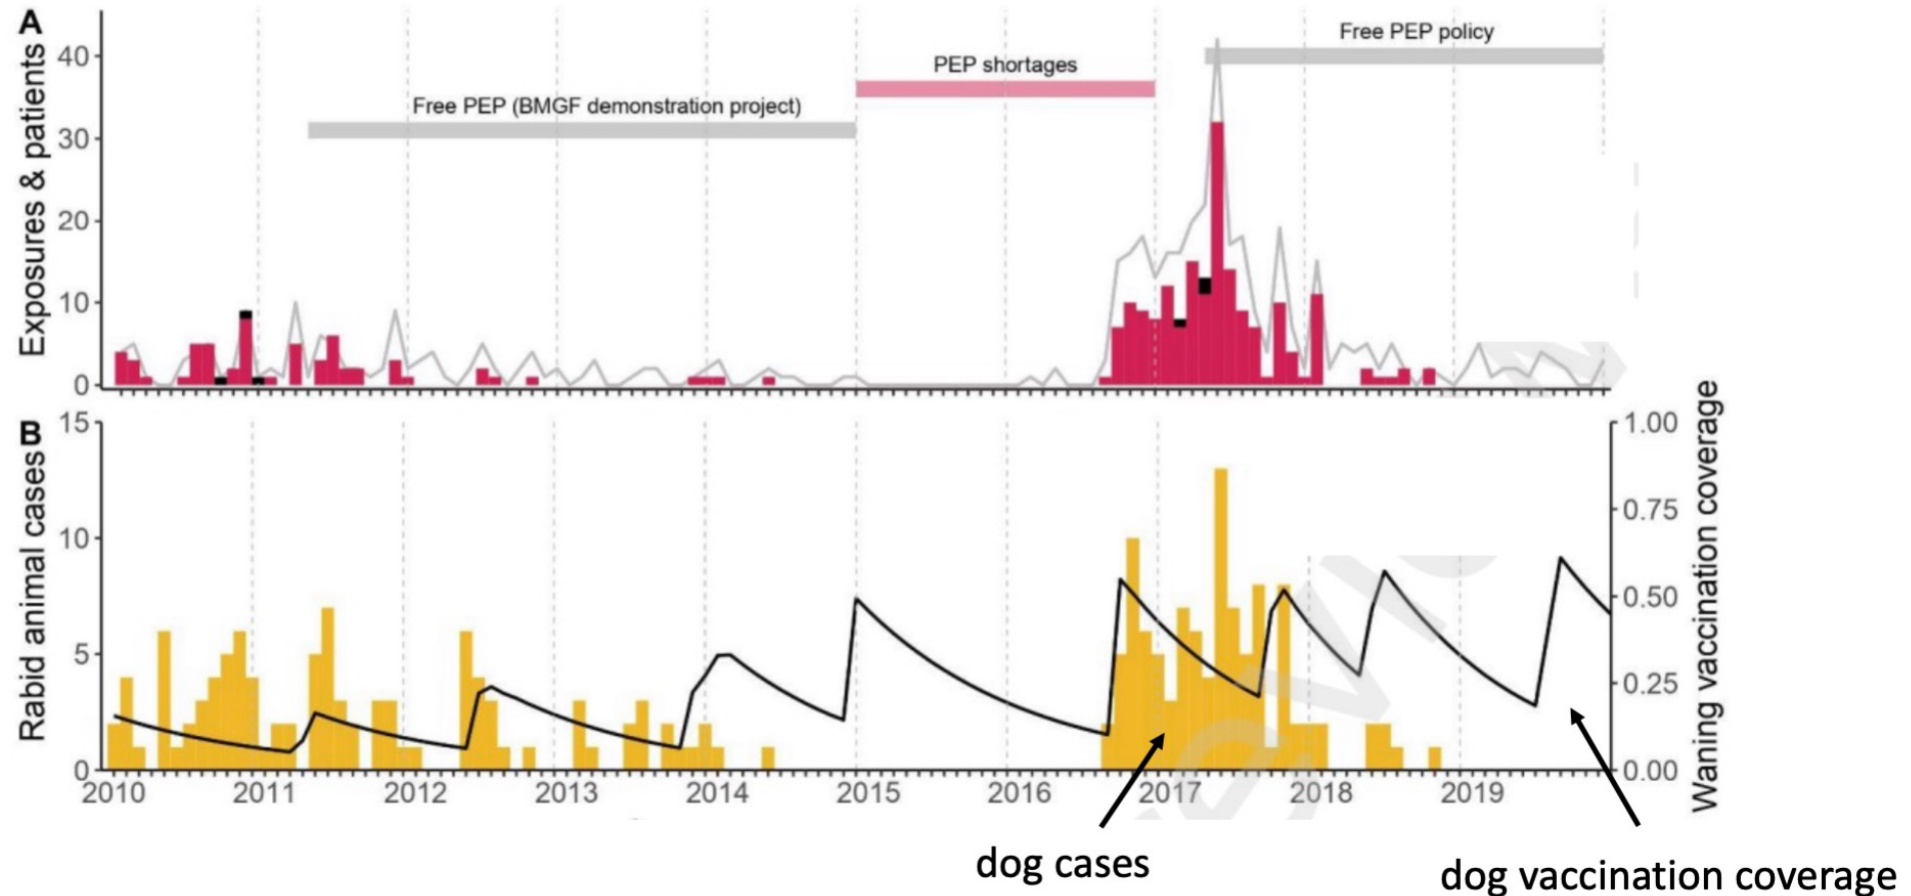 A
Exposures & patients
40
30
20
10
0
Free PEP (BMGF demonstration project)
PEP shortages
Free PEP policy
B
Rabid animal cases
15
10
5
0
1.00
0.75
0.50
0.25
0.00
Waning vaccination coverage
2010 2011 2012 2013 2014 2015 2016 2017 2018 2019
dog cases
dog vaccination coverage